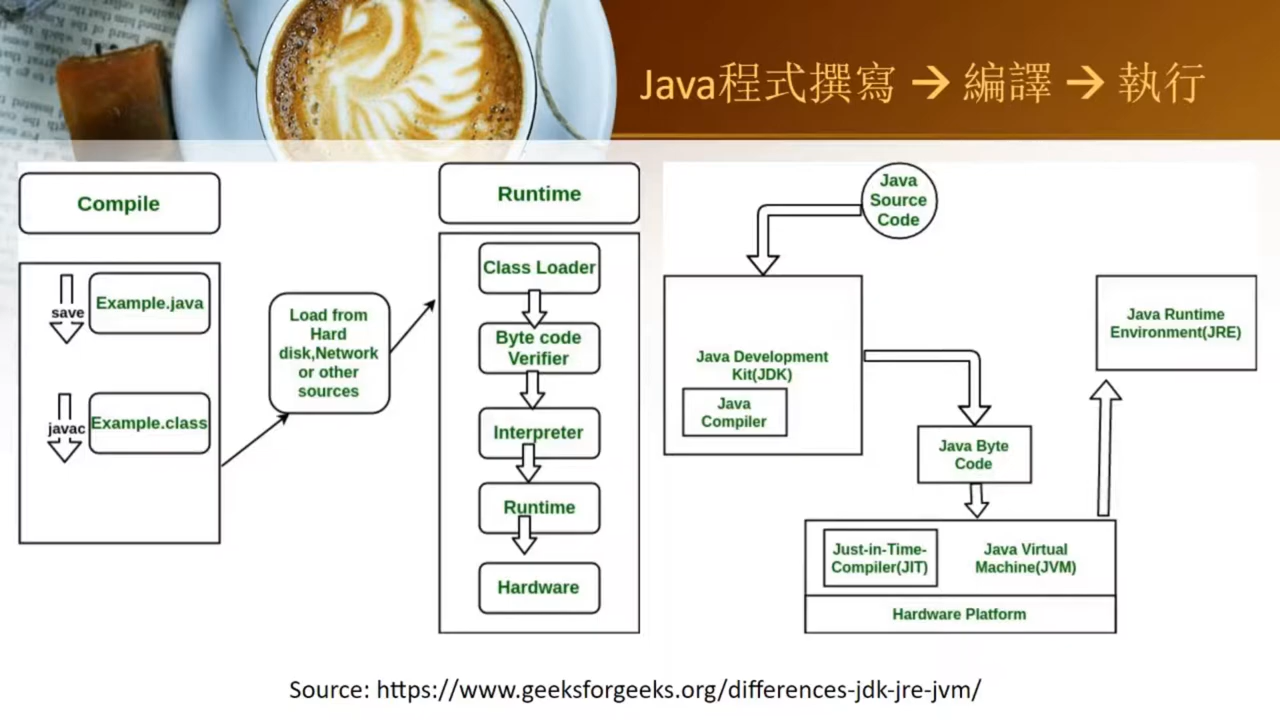 Java程式撰寫 → 編譯 → 執行
Compile
save
Example.java
javac
Example.class
Load from
Hard
disk,Network
or other
sources
Runtime
Class Loader
Byte code
Verifier
Interpreter
Runtime
Hardware
Java
Source
Code
Java Development
Kit(JDK)
Java
Compiler
Java Byte
Code
Java Runtime
Environment(JRE)
Just-in-Time-
Compiler(JIT)
Java Virtual
Machine(JVM)
Hardware Platform
Source: https://www.geeksforgeeks.org/differences-jdk-jre-jvm/